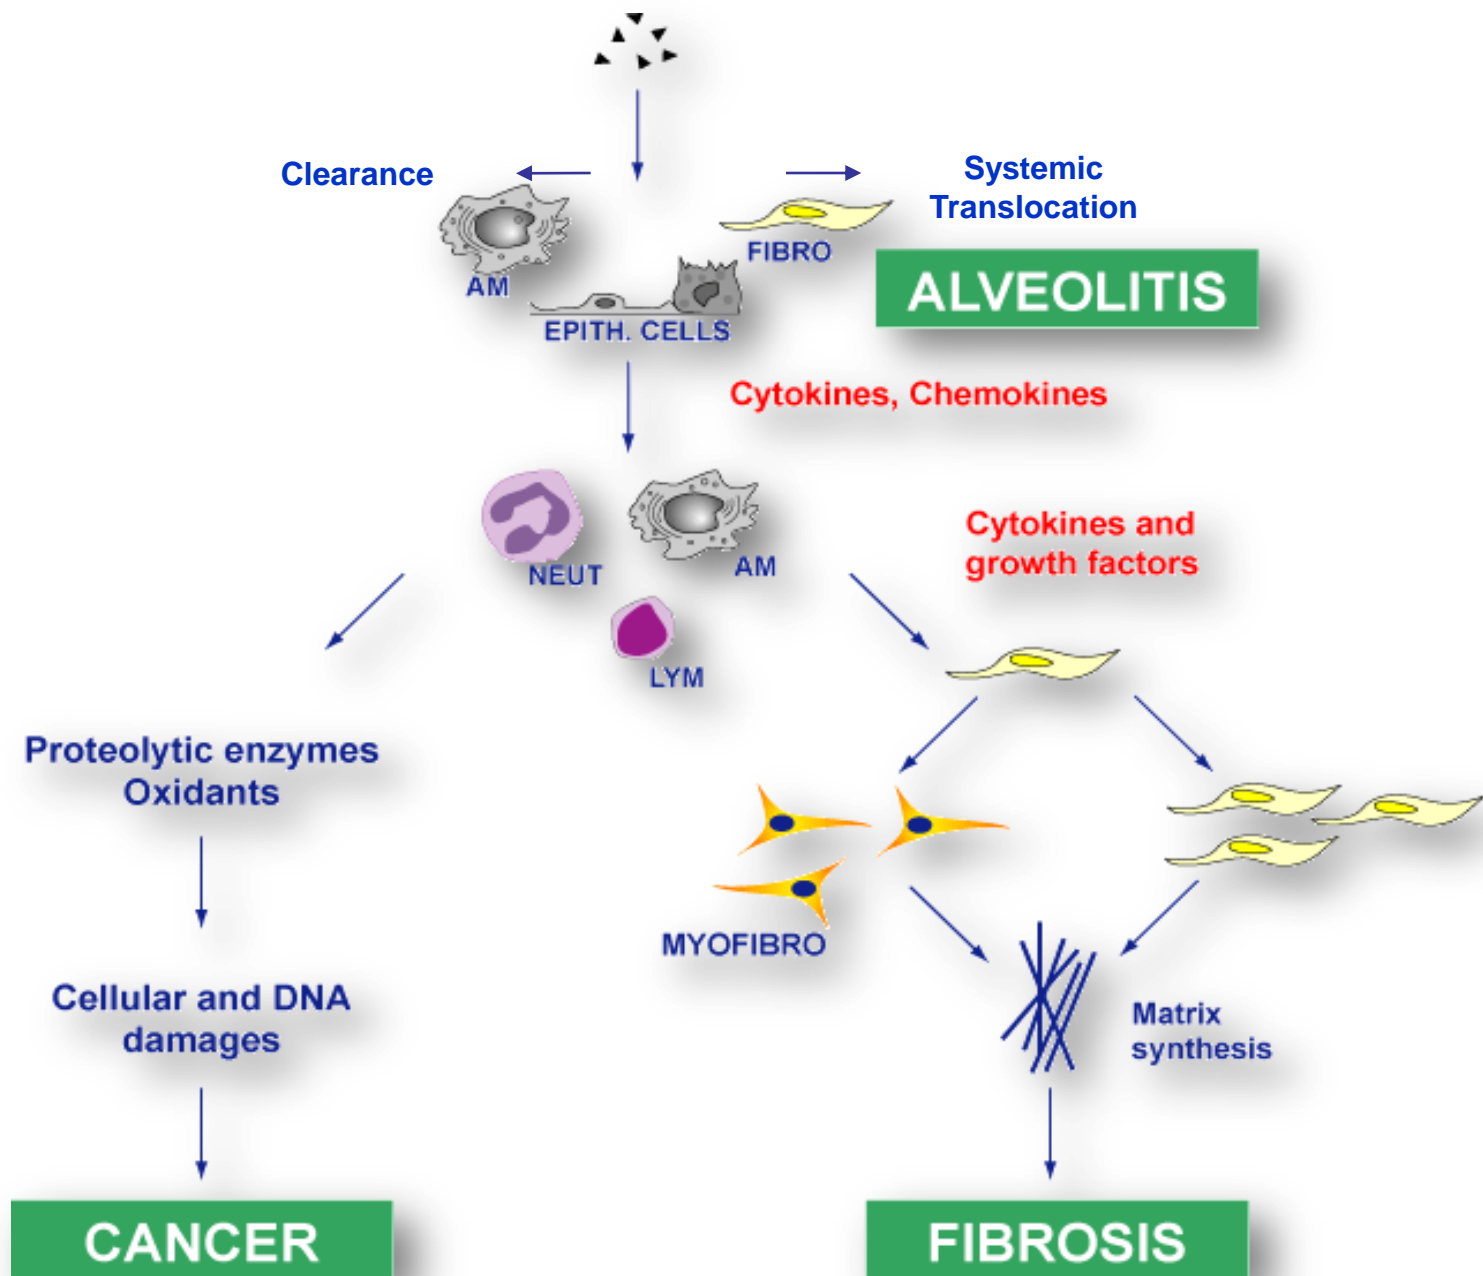 Clearance
Systemic
Translocation
FIBRO
AM
ALVEOLITIS
EPITH. CELLS
Cytokines, Chemokines
NEUT
AM
LYM
Cytokines and
growth factors
Proteolytic enzymes
Oxidants
MYOFIBRO
Cellular and DNA
damages
Matrix
synthesis
CANCER
FIBROSIS